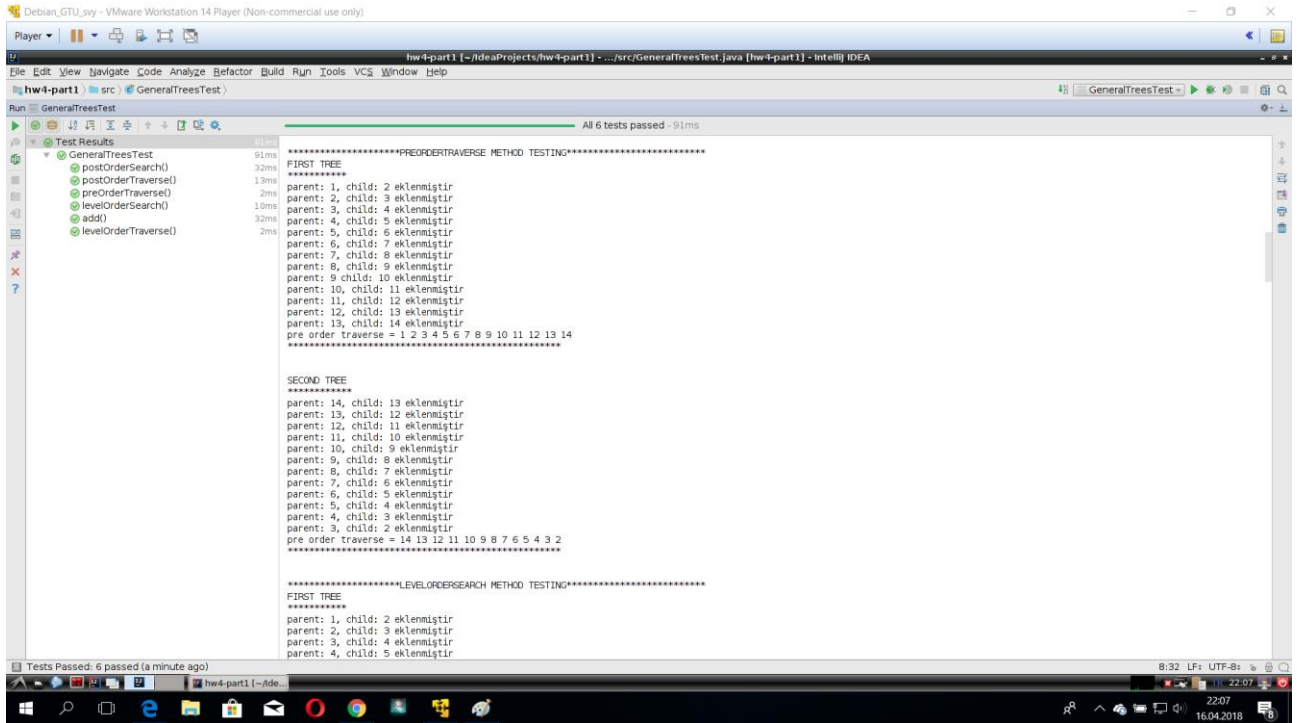 Debian_GTU_svy - VMware Workstation 14 Player (Non-commercial use only)
Player
hw4-part1 [~/IdeaProjects/hw4-part1] - .../src/GeneralTreesTest.java [hw4-part1] - IntelliJ IDEA
File Edit View Navigate Code Analyze Refactor Build Run Tools VCS Window Help
hw4-part1 src GeneralTreesTest
GeneralTreesTest
Run GeneralTreesTest
All 6 tests passed - 91ms
Test Results 91ms
GeneralTreesTest 91ms
postOrderSearch() 32ms
postOrderTraverse() 13ms
preOrderTraverse() 2ms
levelOrderSearch() 10ms
add() 32ms
levelOrderTraverse() 2ms
*********************PREORDERTRAVERSE METHOD TESTING**************************
FIRST TREE
***********
parent: 1, child: 2 eklenmiştir
parent: 2, child: 3 eklenmiştir
parent: 3, child: 4 eklenmiştir
parent: 4, child: 5 eklenmiştir
parent: 5, child: 6 eklenmiştir
parent: 6, child: 7 eklenmiştir
parent: 7, child: 8 eklenmiştir
parent: 8, child: 9 eklenmiştir
parent: 9 child: 10 eklenmiştir
parent: 10, child: 11 eklenmiştir
parent: 11, child: 12 eklenmiştir
parent: 12, child: 13 eklenmiştir
parent: 13, child: 14 eklenmiştir
pre order traverse = 1 2 3 4 5 6 7 8 9 10 11 12 13 14
***************************************************
SECOND TREE
************
parent: 14, child: 13 eklenmiştir
parent: 13, child: 12 eklenmiştir
parent: 12, child: 11 eklenmiştir
parent: 11, child: 10 eklenmiştir
parent: 10, child: 9 eklenmiştir
parent: 9, child: 8 eklenmiştir
parent: 8, child: 7 eklenmiştir
parent: 7, child: 6 eklenmiştir
parent: 6, child: 5 eklenmiştir
parent: 5, child: 4 eklenmiştir
parent: 4, child: 3 eklenmiştir
parent: 3, child: 2 eklenmiştir
pre order traverse = 14 13 12 11 10 9 8 7 6 5 4 3 2
***************************************************
*********************LEVELORDERSEARCH METHOD TESTING**************************
FIRST TREE
***********
parent: 1, child: 2 eklenmiştir
parent: 2, child: 3 eklenmiştir
parent: 3, child: 4 eklenmiştir
parent: 4, child: 5 eklenmiştir
Tests Passed: 6 passed (a minute ago)
8:32 LF: UTF-8:
hw4-part1 [~/Ide...
22:07
22:07
16.04.2018